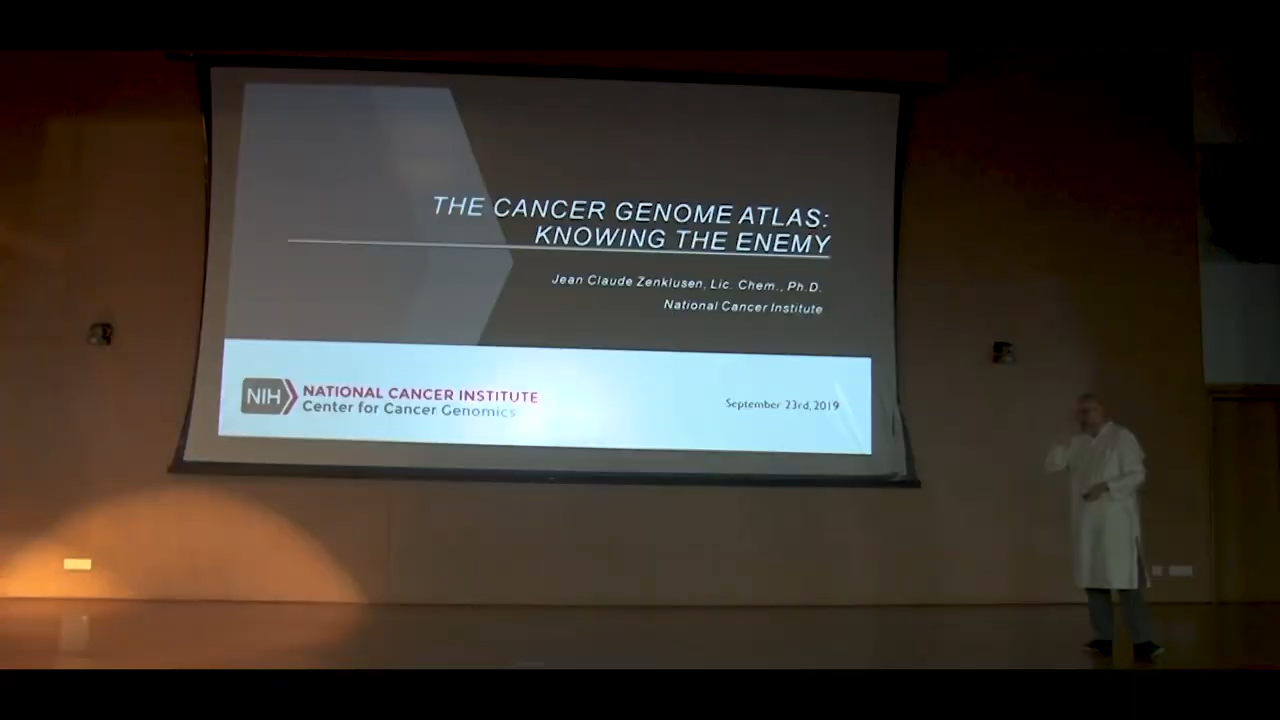 THE CANCER GENOME ATLAS:
KNOWING THE ENEMY
Jean Claude Zenklusen, Lic. Chem., Ph.D.
National Cancer Institute
NIH
NATIONAL CANCER INSTITUTE
Center for Cancer Genomics
September 23rd, 2019